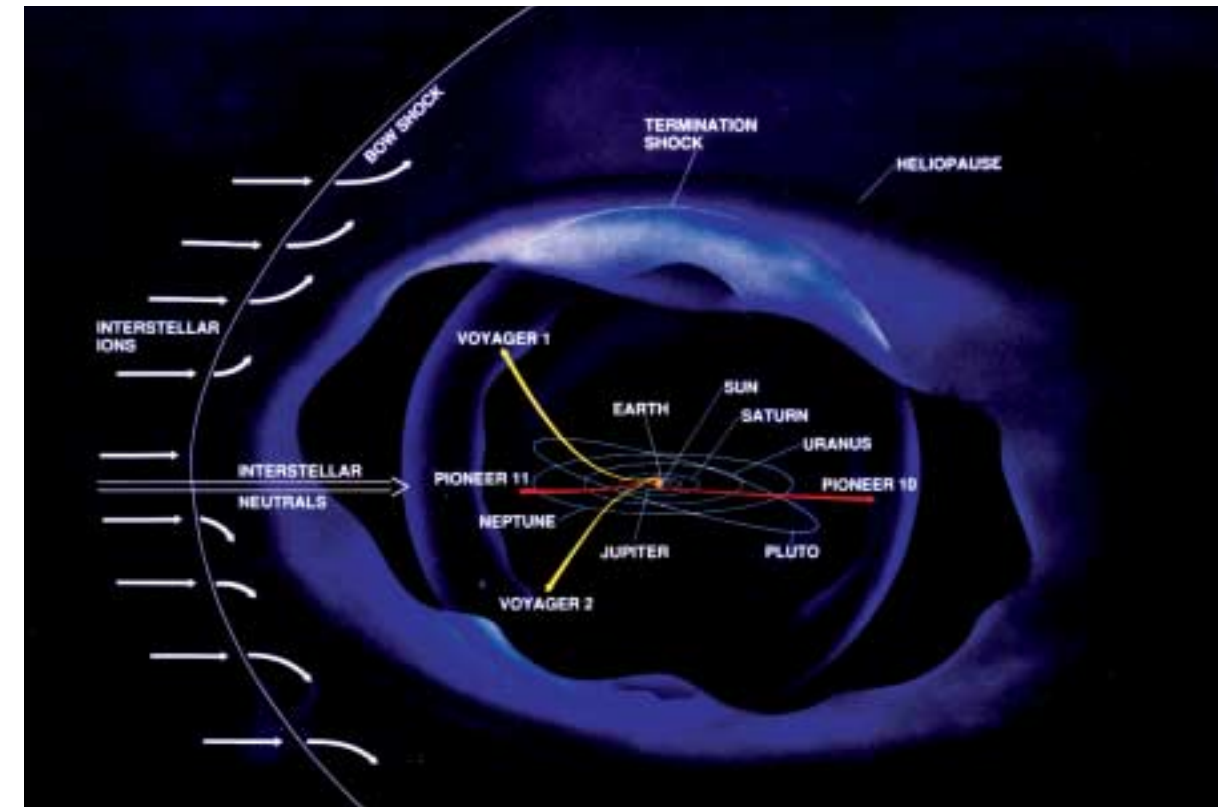 BOW SHOCK
TERMINATION
SHOCK
HELIOPAUSE
INTERSTELLAR
IONS
VOYAGER 1
SUN
EARTH
SATURN
URANUS
INTERSTELLAR
NEUTRALS
PIONEER 11
PIONEER 10
NEPTUNE
JUPITER
PLUTO
VOYAGER 2